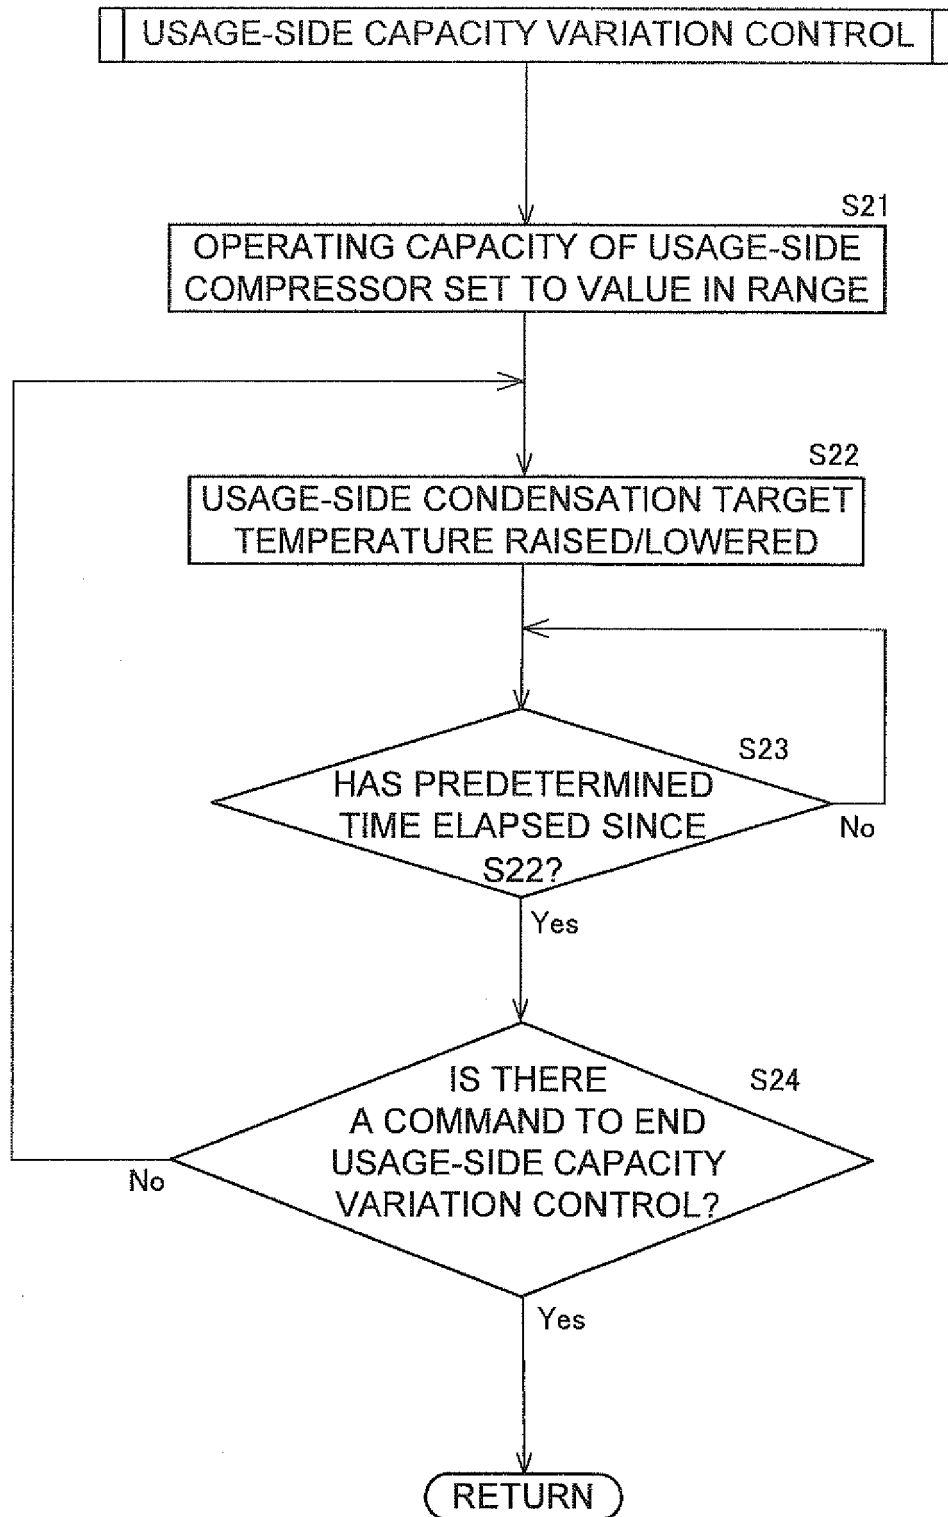 USAGE-SIDE CAPACITY VARIATION CONTROL
S21
OPERATING CAPACITY OF USAGE-SIDE
COMPRESSOR SET TO VALUE IN RANGE
S22
USAGE-SIDE CONDENSATION TARGET
TEMPERATURE RAISED/LOWERED
S23
HAS PREDETERMINED
TIME ELAPSED SINCE
S22?
No
Yes
S24
IS THERE
A COMMAND TO END
USAGE-SIDE CAPACITY
VARIATION CONTROL?
No
Yes
RETURN